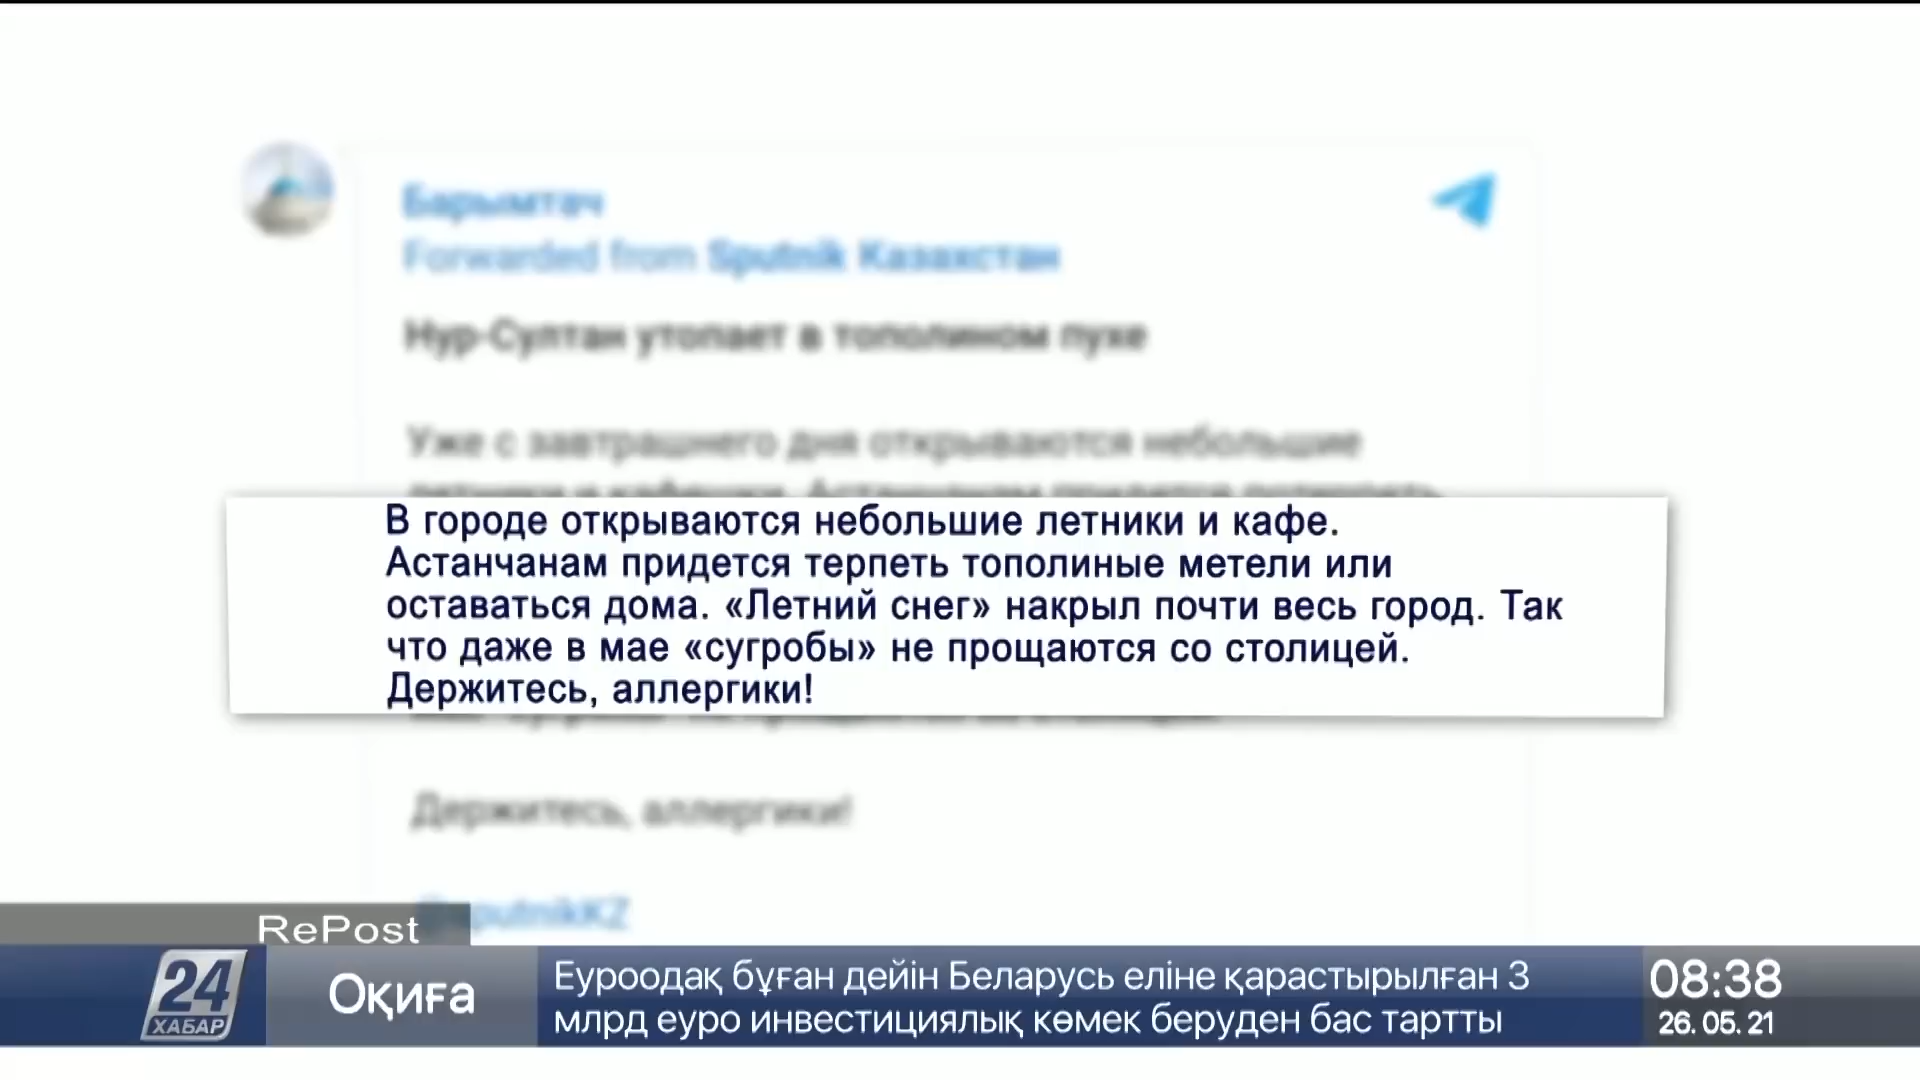 Барымтач
Forwarded from Sputnik Казахстан
Нур-Султан утопает в тополином пухе
Уже с завтрашнего дня открываются небольшие
В городе открываются небольшие летники и кафе.
Астанчанам придется терпеть тополиные метели или
оставаться дома. «Летний снег» накрыл почти весь город. Так
что даже в мае «сугробы» не прощаются со столицей.
Держитесь, аллергики!
Держитесь, аллергики!
@sputnikKZ
RePost
24
ХАБАР
Оқиға
Еуроодақ бұған дейін Беларусь еліне қарастырылған 3
млрд еуро инвестициялық көмек беруден бас тартты
08:38
26.05.21